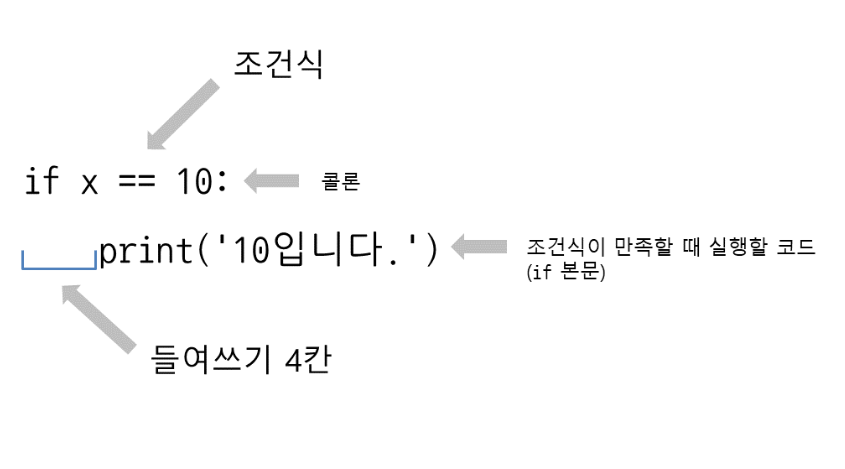 조건식
if x == 10:
콜론
print('10입니다.')
조건식이 만족할 때 실행할 코드
(if 본문)
들여쓰기 4칸